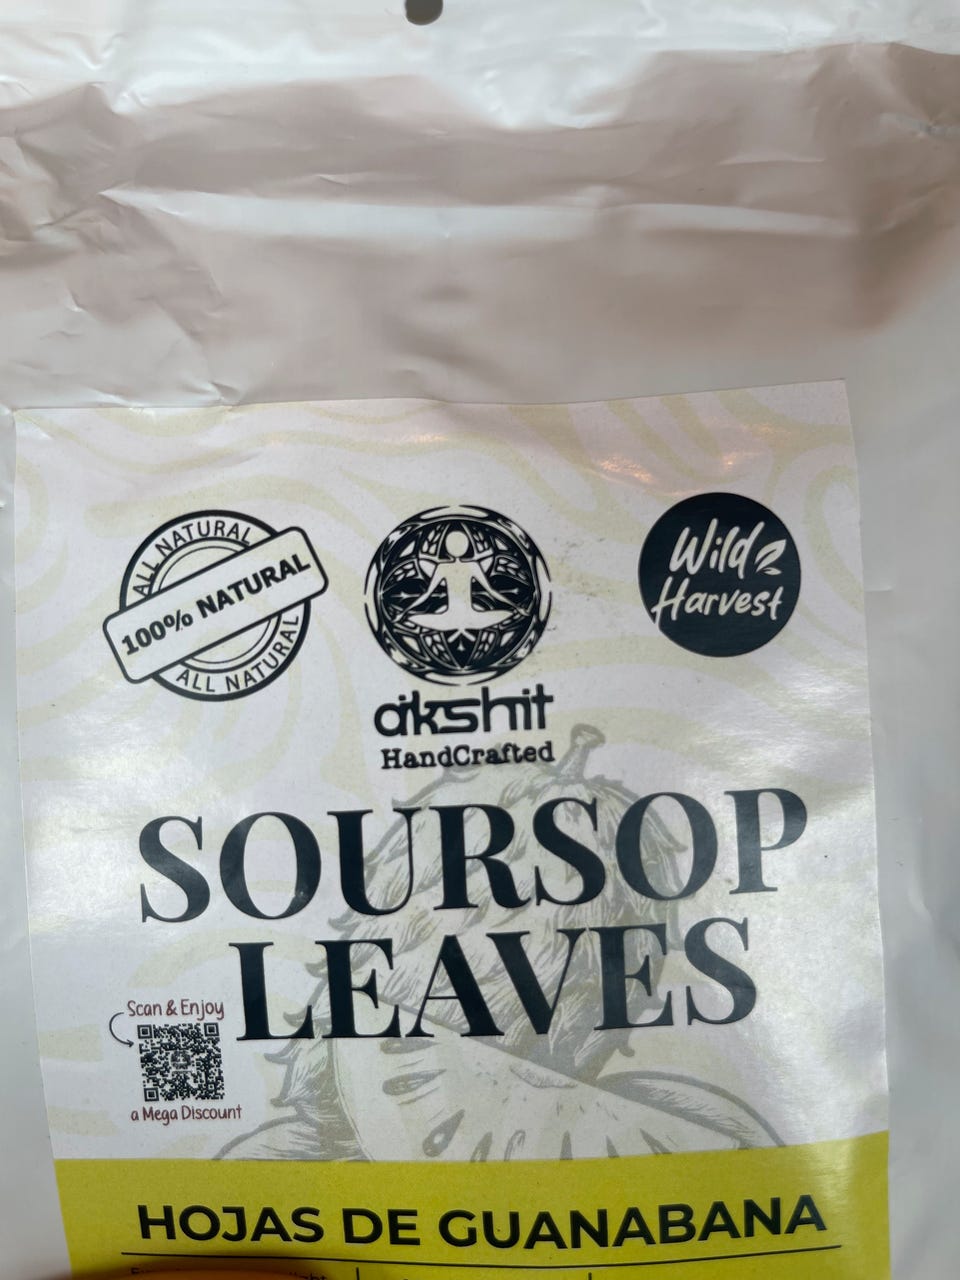 ALL NATURAL
100% NATURAL
ALL NATURAL
akshit
HandCrafted
Wild
Harvest
SOURSOP
LEAVES
Scan & Enjoy
a Mega Discount
HOJAS DE GUANABANA